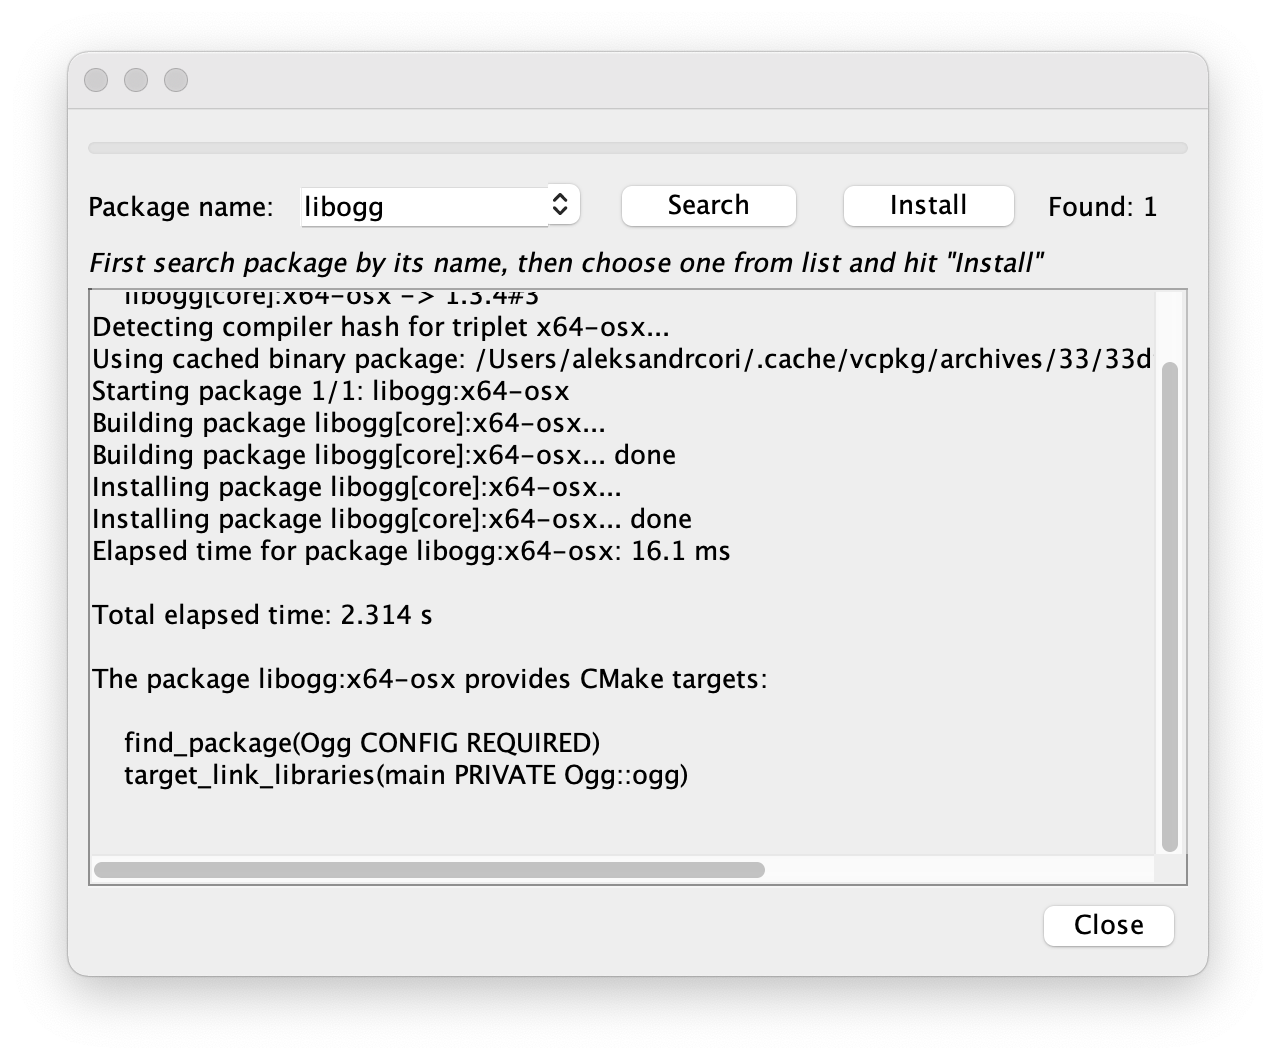 Package name: libogg Search Install Found: 1
First search package by its name, then choose one from list and hit "Install"
libogg[core]:x64-osx -> 1.3.4#3
Detecting compiler hash for triplet x64-osx...
Using cached binary package: /Users/aleksandrcori/.cache/vcpkg/archives/33/33d
Starting package 1/1: libogg:x64-osx
Building package libogg[core]:x64-osx...
Building package libogg[core]:x64-osx... done
Installing package libogg[core]:x64-osx...
Installing package libogg[core]:x64-osx... done
Elapsed time for package libogg:x64-osx: 16.1 ms
Total elapsed time: 2.314 s
The package libogg:x64-osx provides CMake targets:
find_package(Ogg CONFIG REQUIRED)
target_link_libraries(main PRIVATE Ogg::ogg)
Close